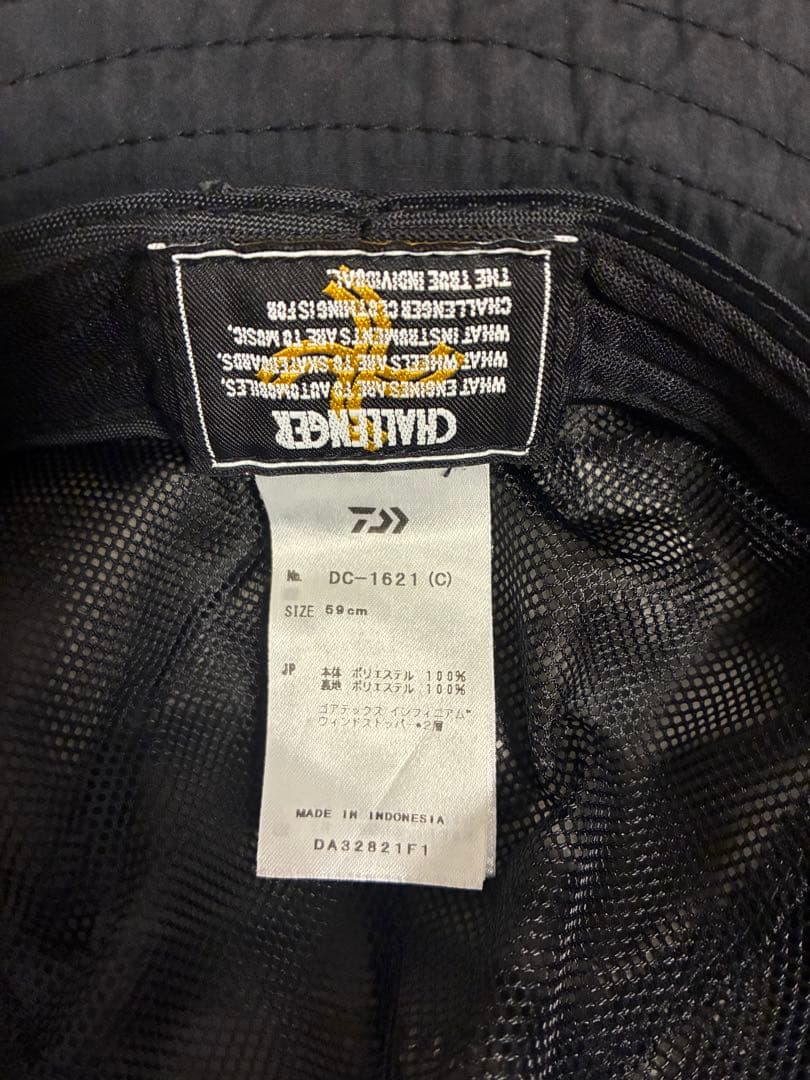 CHALLENGER
WHAT ENGINES ARE TO AUTOMOBILES.
WHAT WHEELS ARE TO SKATEBOARDS.
WHAT INSTRUMENTS ARE TO MUSIC.
CHALLENGER CLOTHING IS FOR
THE TRUE INDIVIDUAL.
No. DC-1621 (C)
SIZE 59cm
JP 本体 ポリエステル 100%
裏地 ポリエステル 100%
ゴアテックス インフィニアム™
ウィンドストッパー®2層
MADE IN INDONESIA
DA32821F1